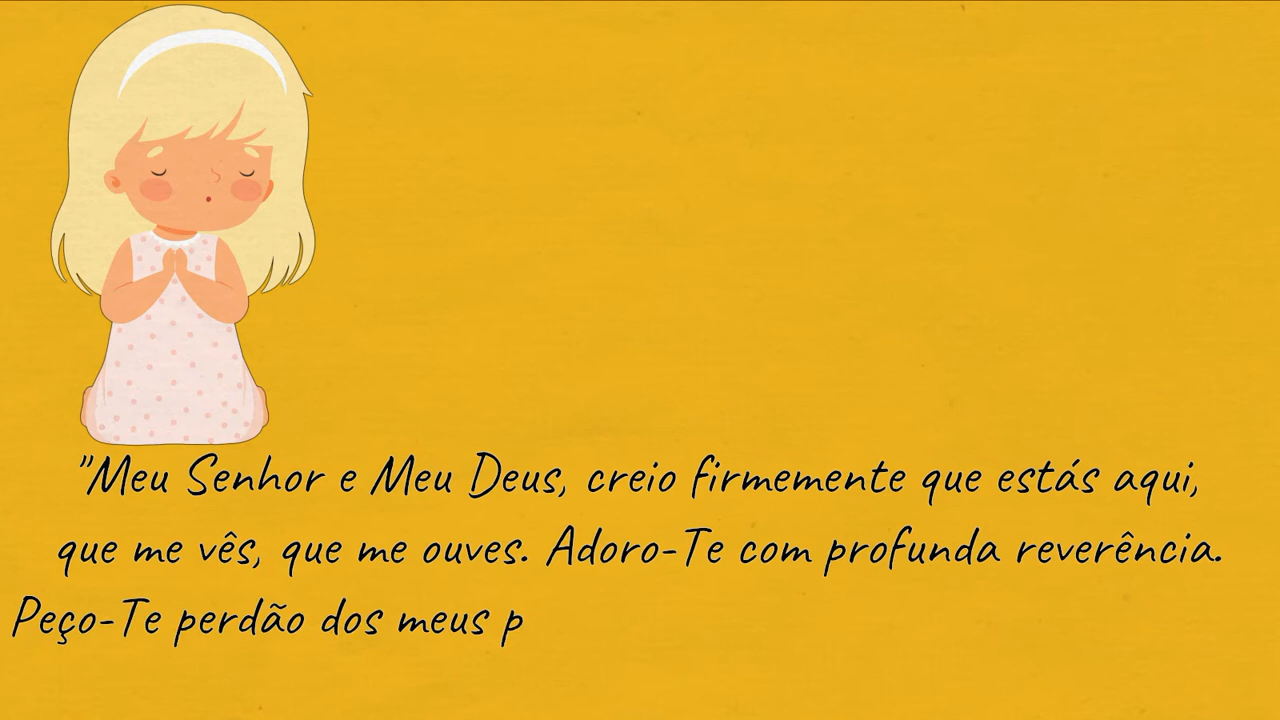 "Meu Senhor e Meu Deus, creio firmemente que estás aqui,
que me vês, que me ouves. Adoro-Te com profunda reverência.
Peço-Te perdão dos meus p